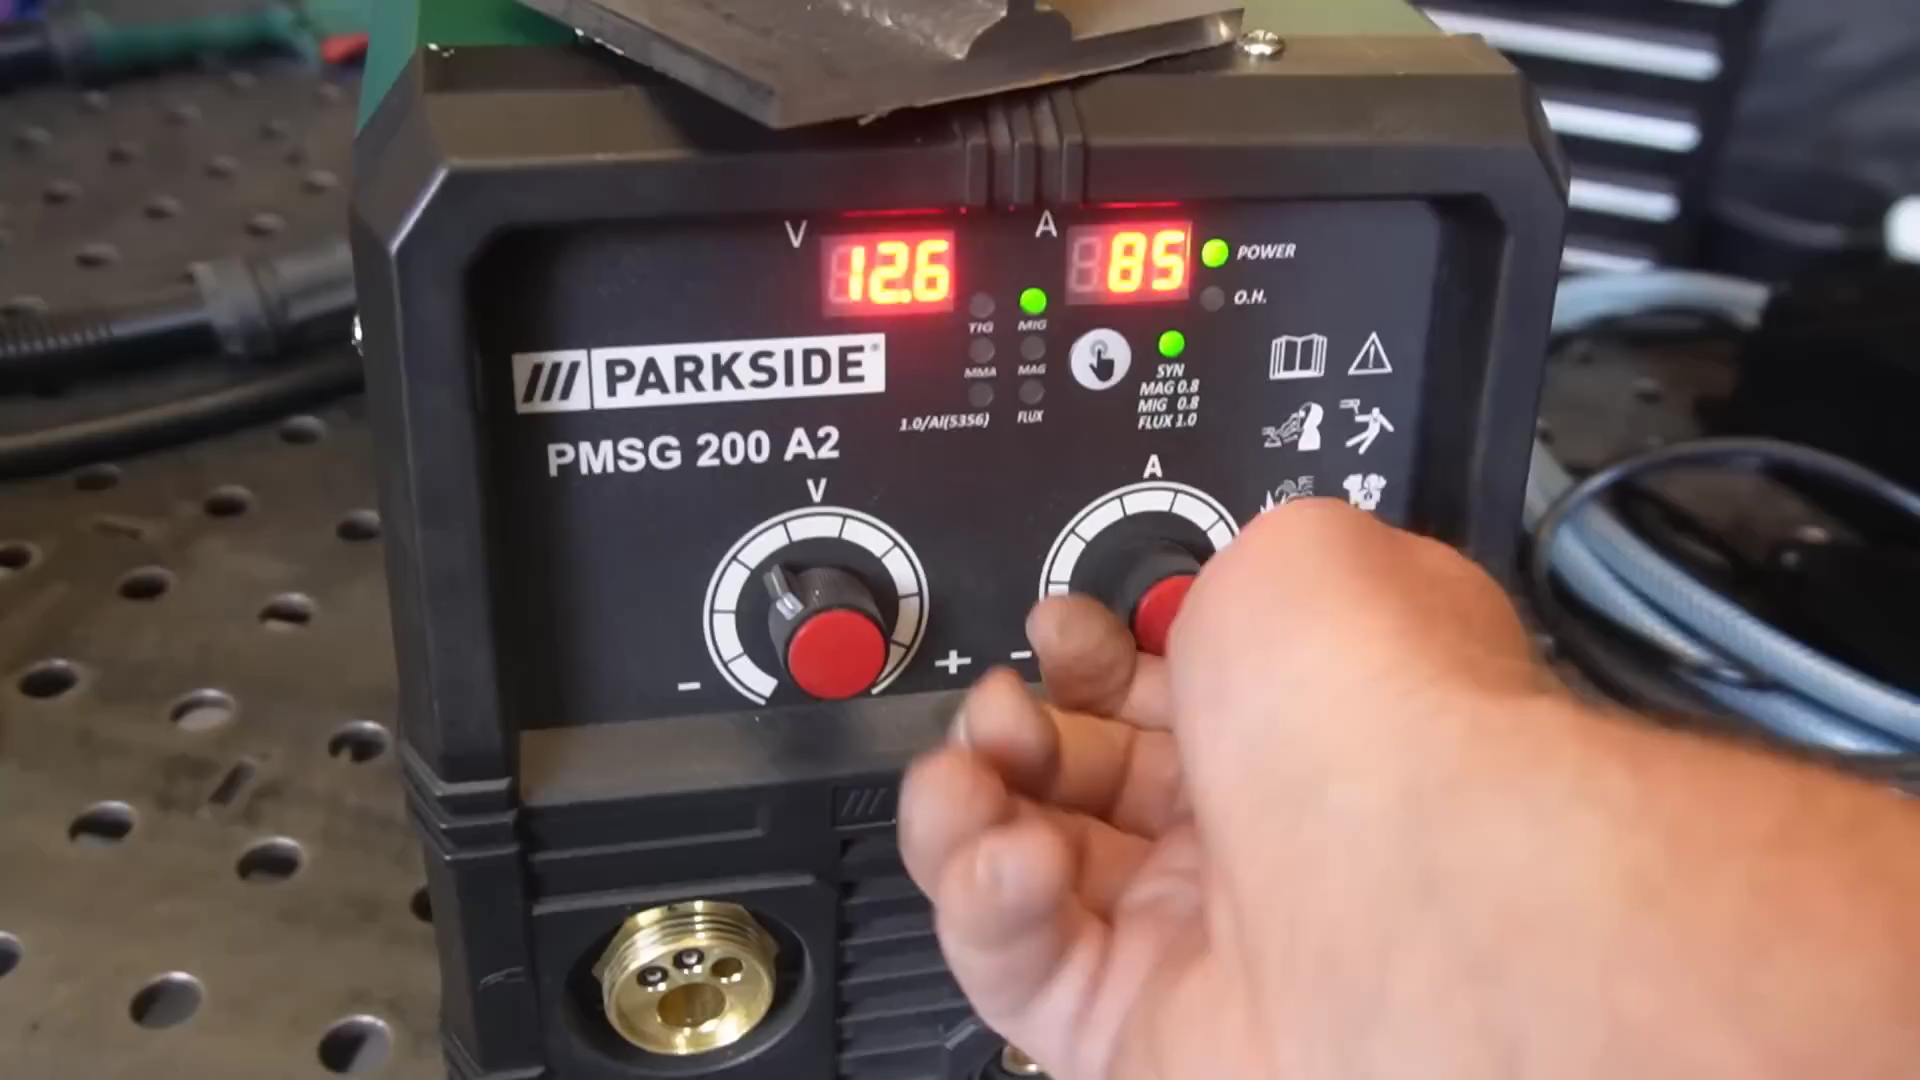 V
12.6
A
85
POWER
O.H.
TIG
MIG
MMA
MAG
1.0/Al(5356)
FLUX
SYN
MAG 0.8
MIG 0.8
FLUX 1.0
/// PARKSIDE®
PMSG 200 A2
V
A
- +
-